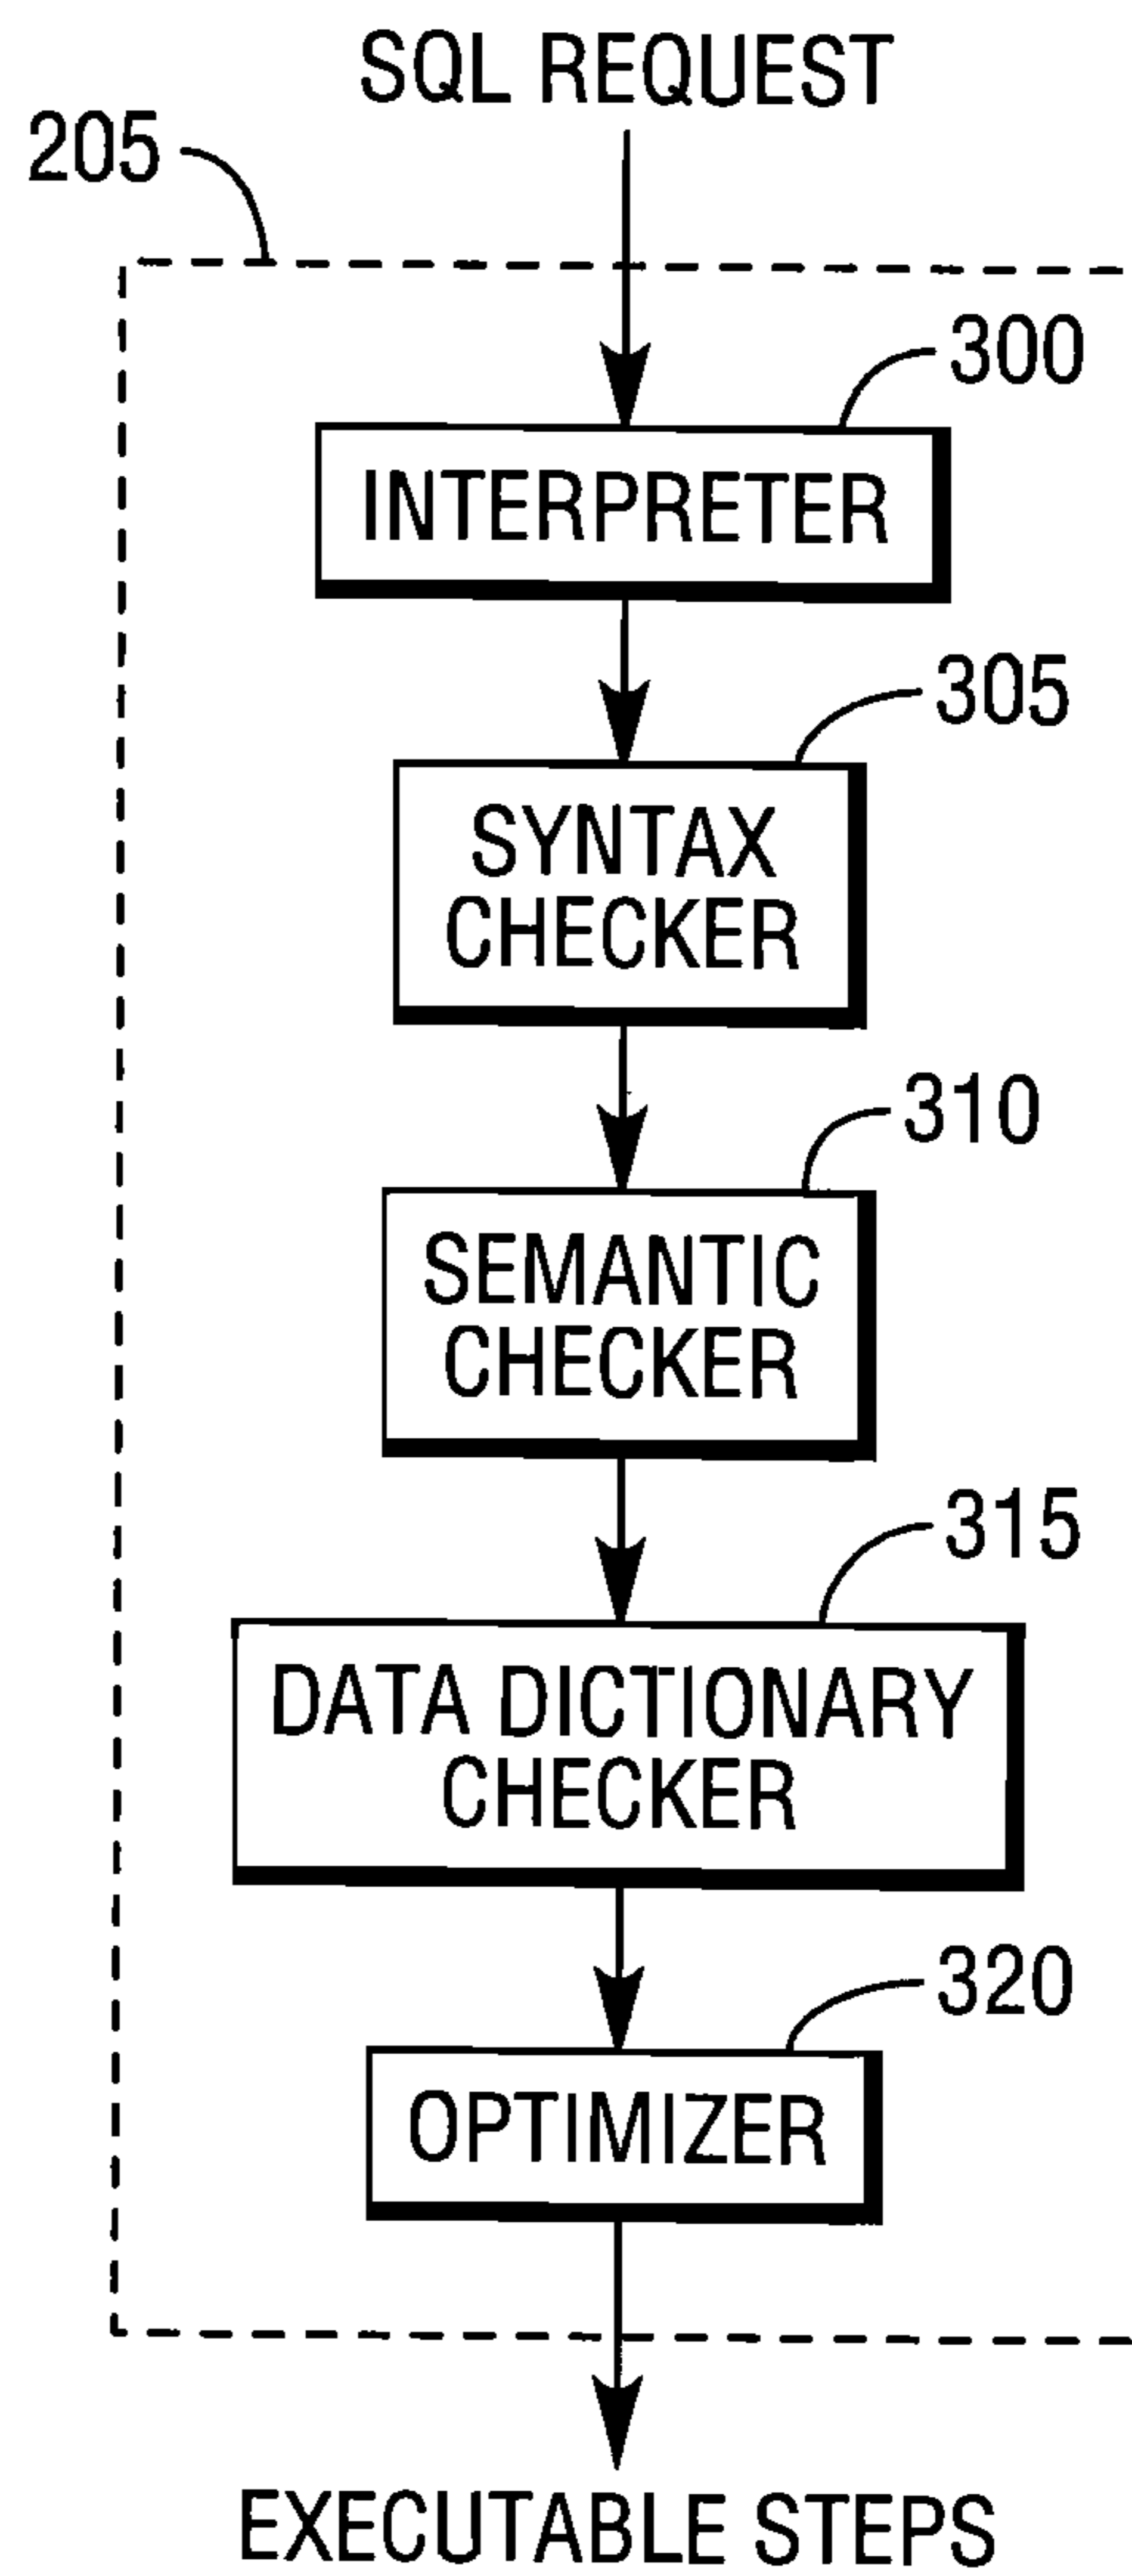 SQL REQUEST
205
300
INTERPRETER
305
SYNTAX
CHECKER
310
SEMANTIC
CHECKER
315
DATA DICTIONARY
CHECKER
320
OPTIMIZER
EXECUTABLE STEPS